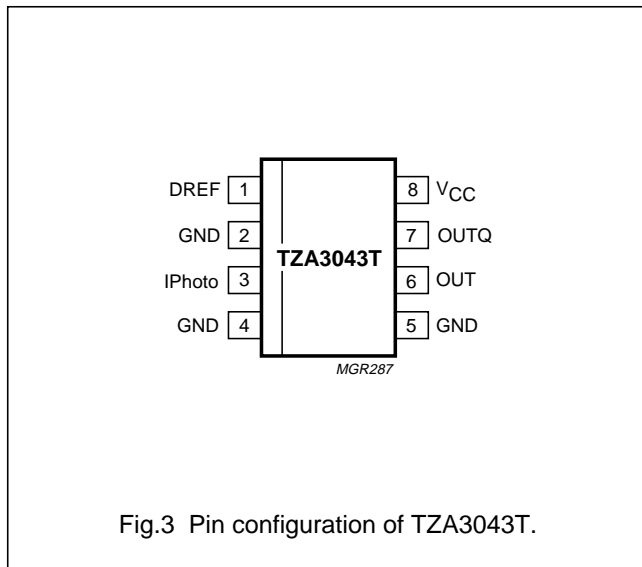 DREF 1
GND 2
IPhoto 3
GND 4
TZA3043T
8 VCC
7 OUTQ
6 OUT
5 GND
MGR287
Fig.3 Pin configuration of TZA3043T.